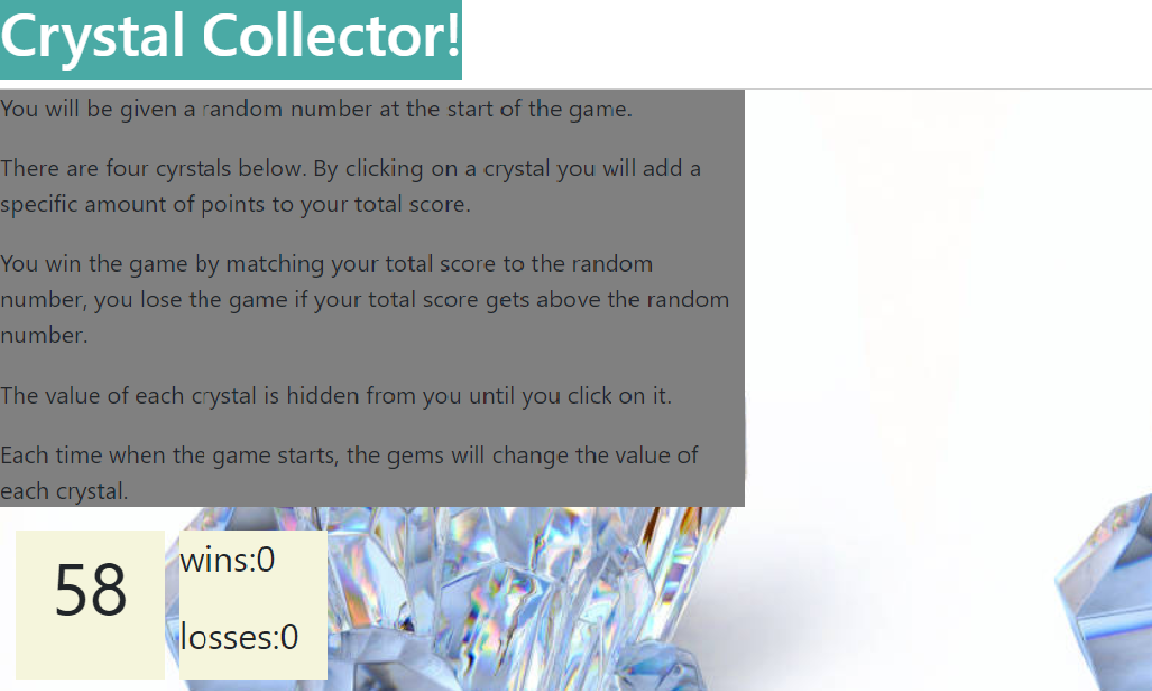 Crystal Collector!
You will be given a random number at the start of the game.
There are four cyrstals below. By clicking on a crystal you will add a
specific amount of points to your total score.
You win the game by matching your total score to the random
number, you lose the game if your total score gets above the random
number.
The value of each crystal is hidden from you until you click on it.
Each time when the game starts, the gems will change the value of
each crystal.
58
wins:0
losses:0